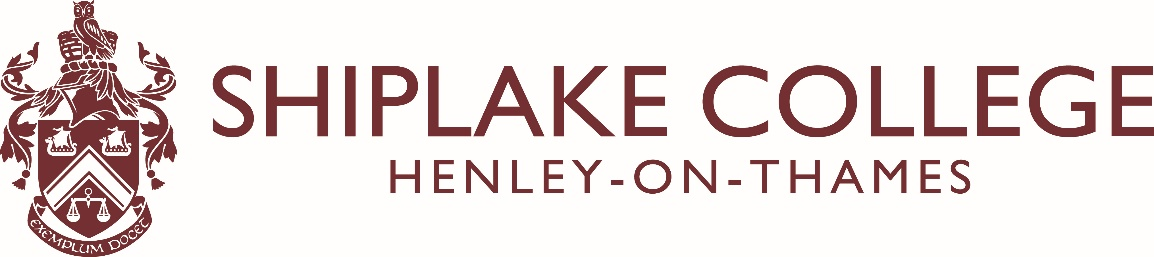 SHIPLAKE COLLEGE
HENLEY-ON-THAMES
EXEMPLUM DOCET